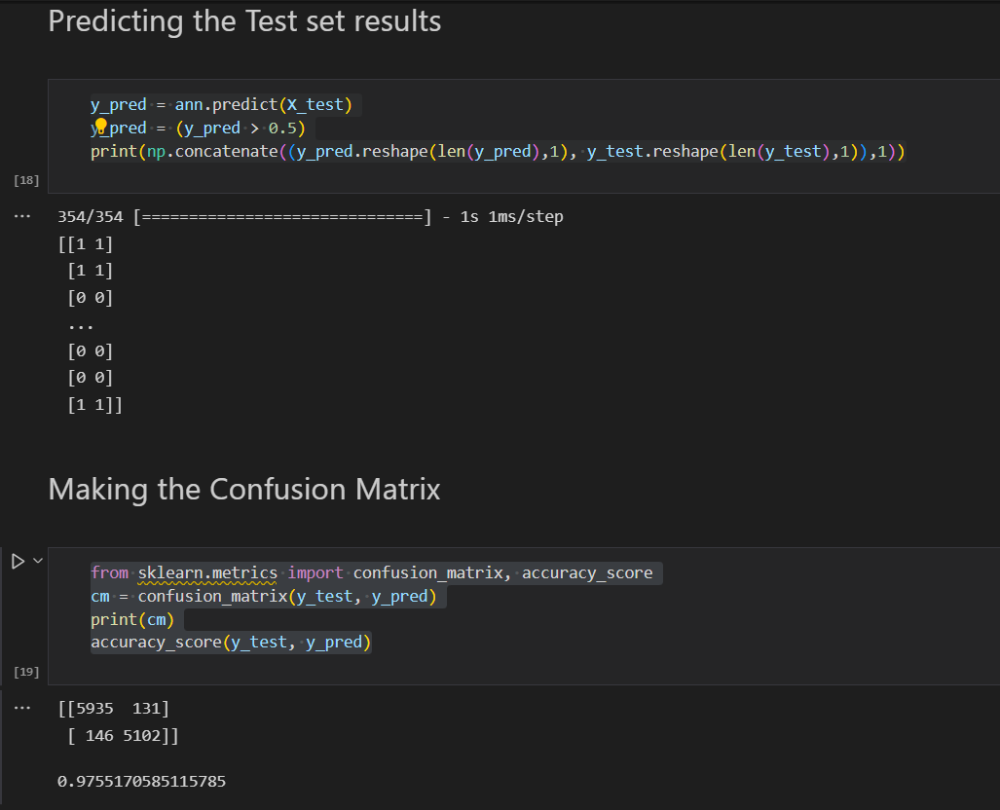 Predicting the Test set results
y_pred = ann.predict(X_test)
y_pred = (y_pred > 0.5)
print(np.concatenate((y_pred.reshape(len(y_pred),1), y_test.reshape(len(y_test),1)),1))
[18]
... 354/354 [==============================] - 1s 1ms/step
[[1 1]
 [1 1]
 [0 0]
 ...
 [0 0]
 [0 0]
 [1 1]]
Making the Confusion Matrix
from sklearn.metrics import confusion_matrix, accuracy_score
cm = confusion_matrix(y_test, y_pred)
print(cm)
accuracy_score(y_test, y_pred)
[19]
... [[5935  131]
 [ 146 5102]]
0.9755170585115785